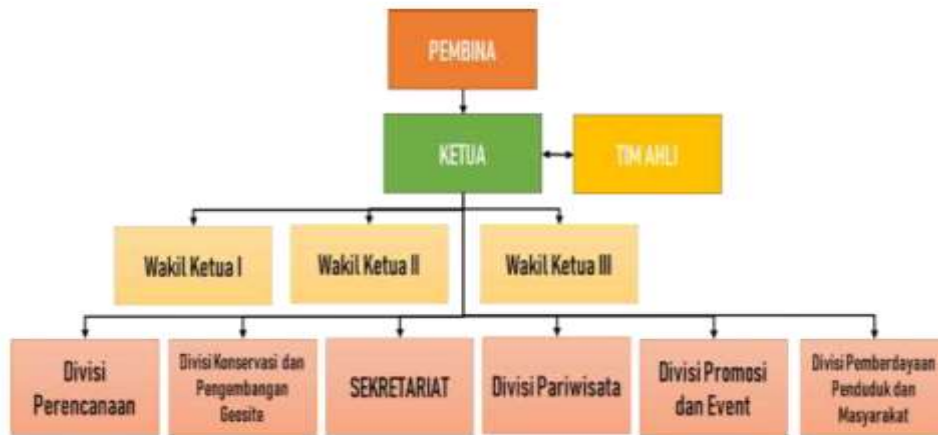 PEMBINA
KETUA
TIM AHLI
Wakil Ketua I
Wakil Ketua II
Wakil Ketua III
Divisi
Perencanaan
Divisi Konservasi dan
Pengembangan
Geosite
SEKRETARIAT
Divisi Pariwisata
Divisi Promosi
dan Event
Divisi Pemberdayaan
Penduduk dan
Masyarakat